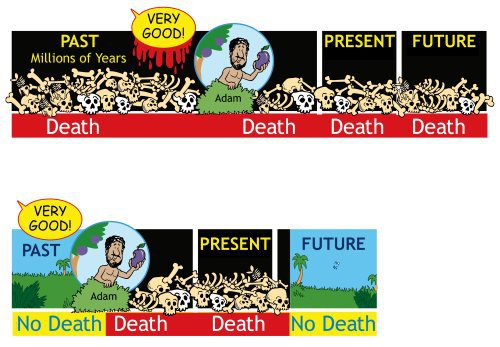 VERY
GOOD!
PAST
Millions of Years
PRESENT
FUTURE
Adam
Death
Death
Death
Death
VERY
GOOD!
PAST
PRESENT
FUTURE
Adam
No Death
Death
Death
No Death